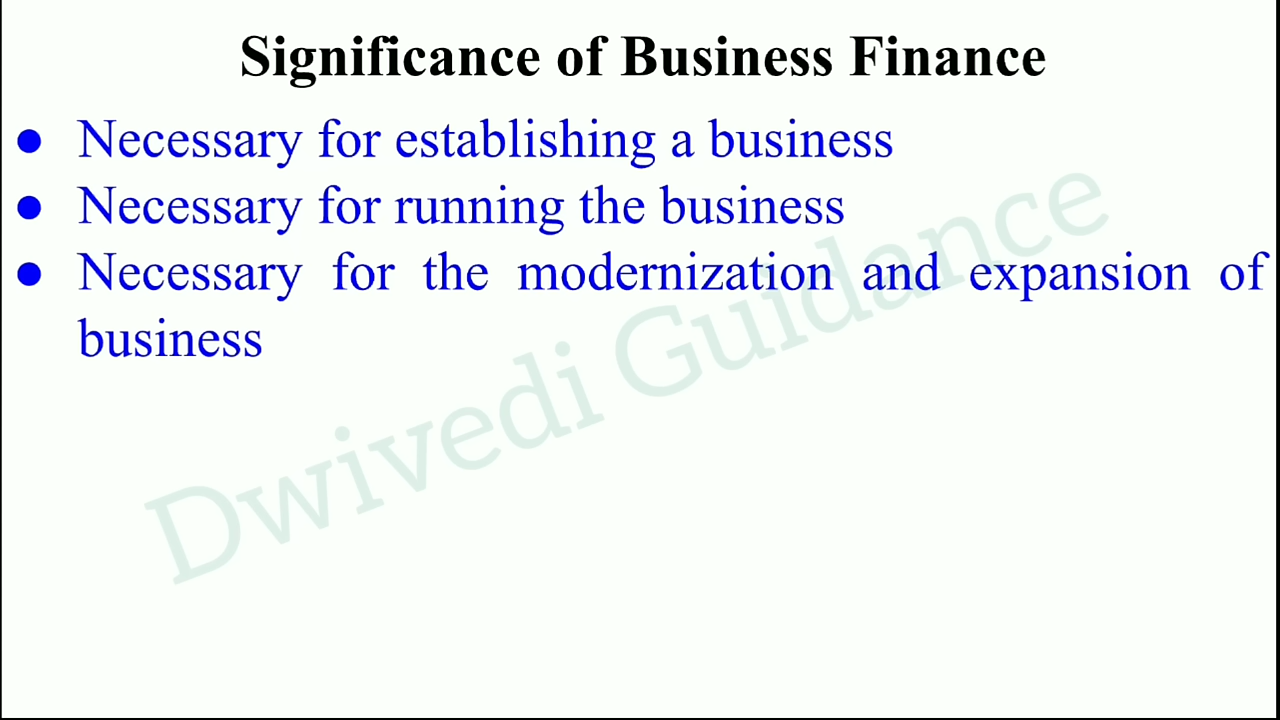 Significance of Business Finance
● Necessary for establishing a business
● Necessary for running the business
● Necessary for the modernization and expansion of
business
Dwivedi Guidance